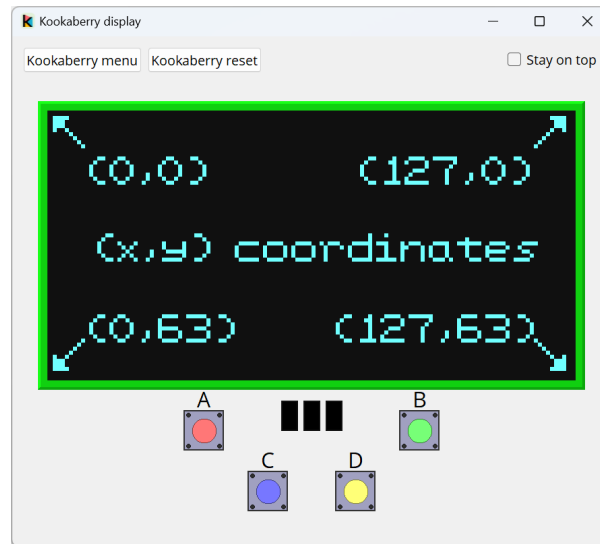 Kookaberry display
Kookaberry menu Kookaberry reset Stay on top
(0,0) (127,0)
(x,y) coordinates
(0,63) (127,63)
A B
C D